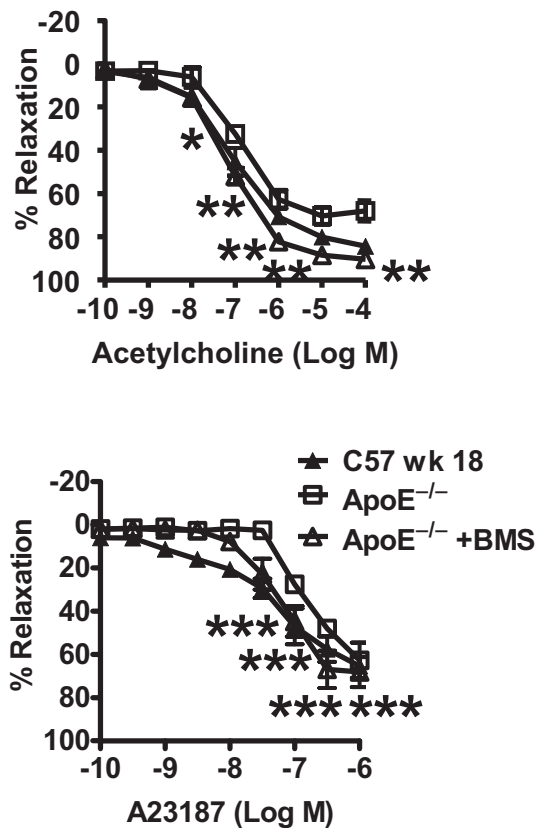 -20
0
20
40
60
80
100
% Relaxation
*
**
**
**
**
-10 -9 -8 -7 -6 -5 -4
Acetylcholine (Log M)
C57 wk 18
ApoE−/−
ApoE−/− +BMS
-20
0
20
40
60
80
100
% Relaxation
***
***
*** ***
-10 -9 -8 -7 -6
A23187 (Log M)